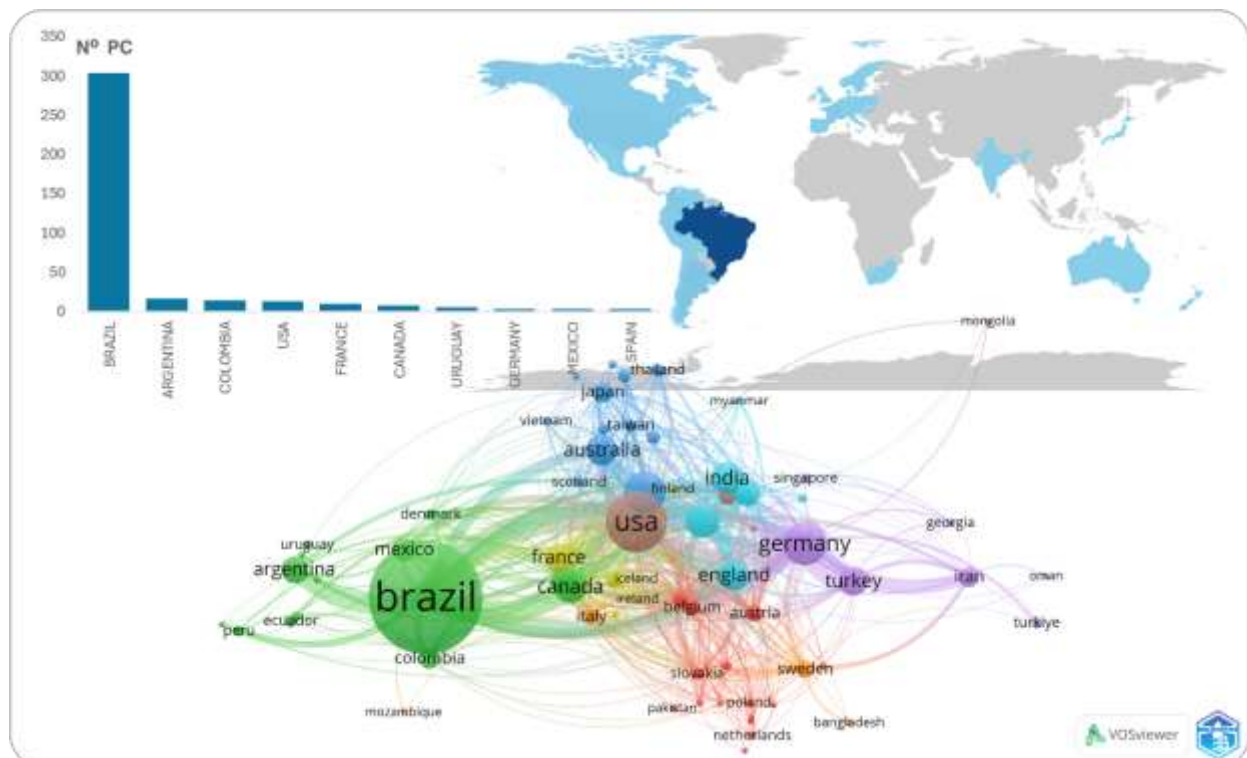 350
Nº PC
300
250
200
150
100
50
0
BRAZIL
ARGENTINA
COLOMBIA
USA
FRANCE
CANADA
URUGUAY
GERMANY
MEXICO
SPAIN
mongolia
thailand
japan
myanmar
vietnam
taiwan
australia
scotland
finland
india
singapore
denmark
usa
georgia
uruguay
mexico
france
germany
argentina
canada
iceland
england
turkey
iran
oman
brazil
ireland
belgium
austria
italy
peru
ecuador
turkiye
colombia
slovakia
sweden
mozambique
pakistan
poland
bangladesh
netherlands
VOSviewer